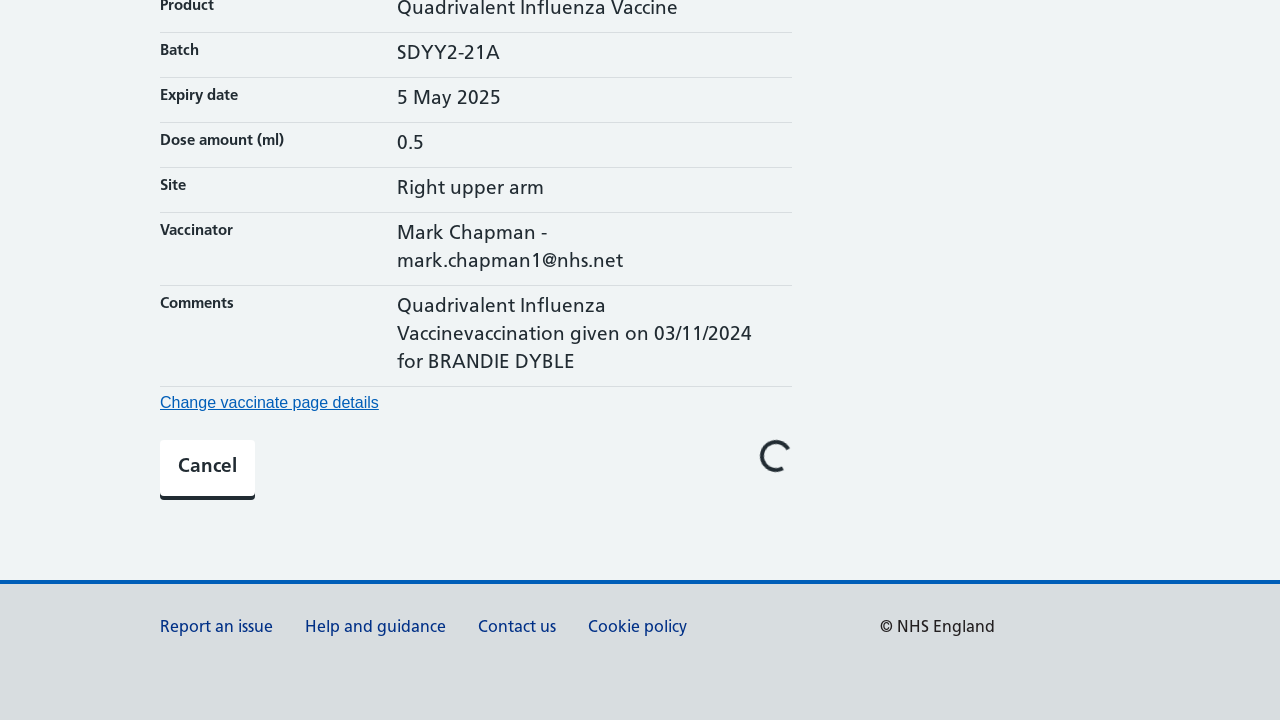 Product
Quadrivalent Influenza Vaccine
Batch
SDYY2-21A
Expiry date
5 May 2025
Dose amount (ml)
0.5
Site
Right upper arm
Vaccinator
Mark Chapman -
mark.chapman1@nhs.net
Comments
Quadrivalent Influenza
Vaccinevaccination given on 03/11/2024
for BRANDIE DYBLE
Change vaccinate page details
Cancel
Report an issue
Help and guidance
Contact us
Cookie policy
© NHS England